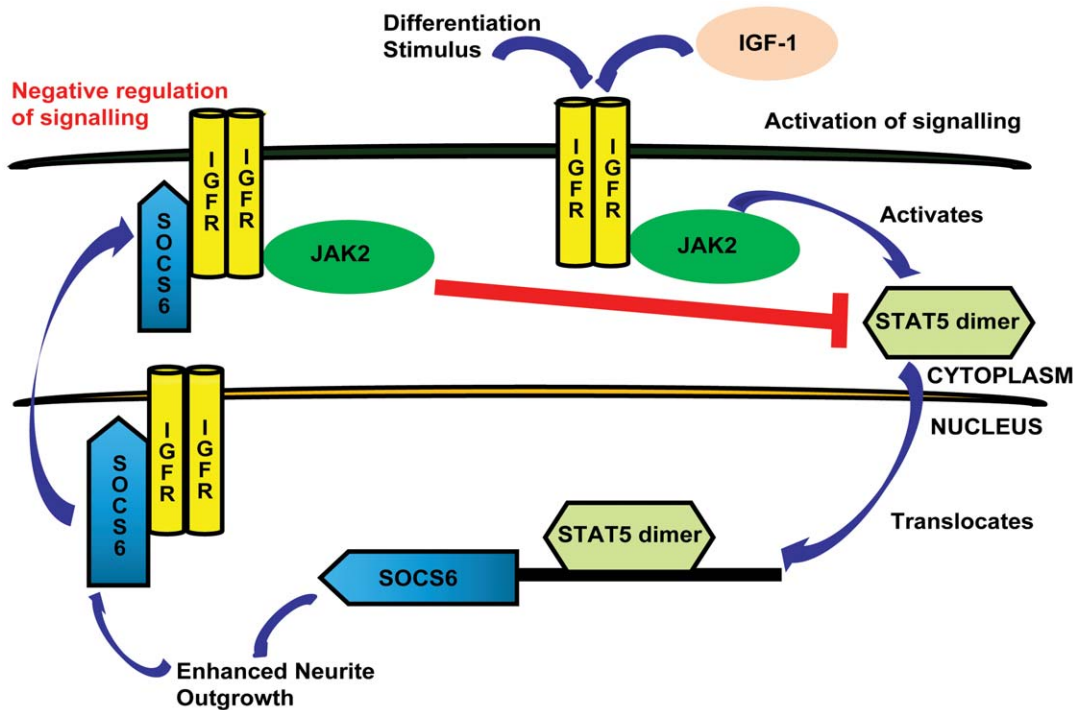 Differentiation
Stimulus
IGF-1
Negative regulation
of signalling
Activation of signalling
IGFR
IGFR
IGFR
IGFR
SOCS6
JAK2
JAK2
Activates
STAT5 dimer
CYTOPLASM
NUCLEUS
IGFR
IGFR
SOCS6
Translocates
STAT5 dimer
SOCS6
Enhanced Neurite
Outgrowth